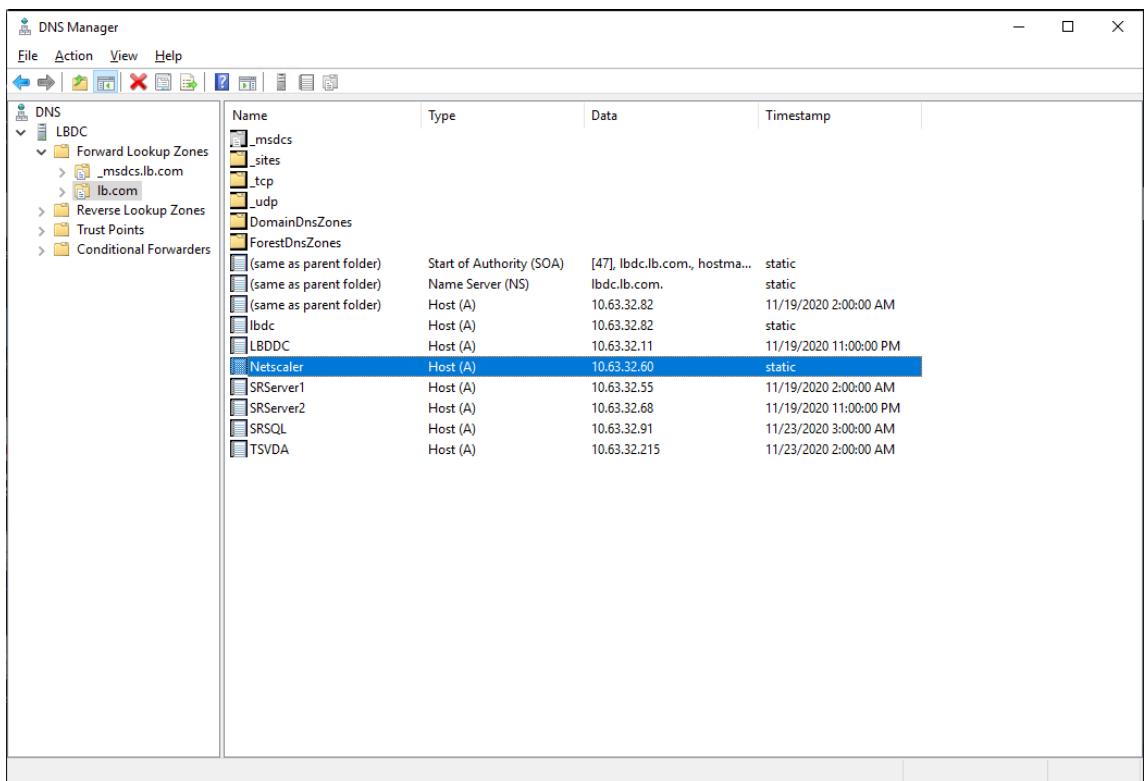 DNS Manager
File Action View Help
DNS
LBDC
Forward Lookup Zones
_msdcs.lb.com
lb.com
Reverse Lookup Zones
Trust Points
Conditional Forwarders
Name Type Data Timestamp
_msdcs
_sites
_tcp
_udp
DomainDnsZones
ForestDnsZones
(same as parent folder) Start of Authority (SOA) [47], lbdc.lb.com., hostma... static
(same as parent folder) Name Server (NS) lbdc.lb.com. static
(same as parent folder) Host (A) 10.63.32.82 11/19/2020 2:00:00 AM
lbdc Host (A) 10.63.32.82 static
LBDDC Host (A) 10.63.32.11 11/19/2020 11:00:00 PM
Netscaler Host (A) 10.63.32.60 static
SRServer1 Host (A) 10.63.32.55 11/19/2020 2:00:00 AM
SRServer2 Host (A) 10.63.32.68 11/19/2020 11:00:00 PM
SRSQL Host (A) 10.63.32.91 11/23/2020 3:00:00 AM
TSVDA Host (A) 10.63.32.215 11/23/2020 2:00:00 AM